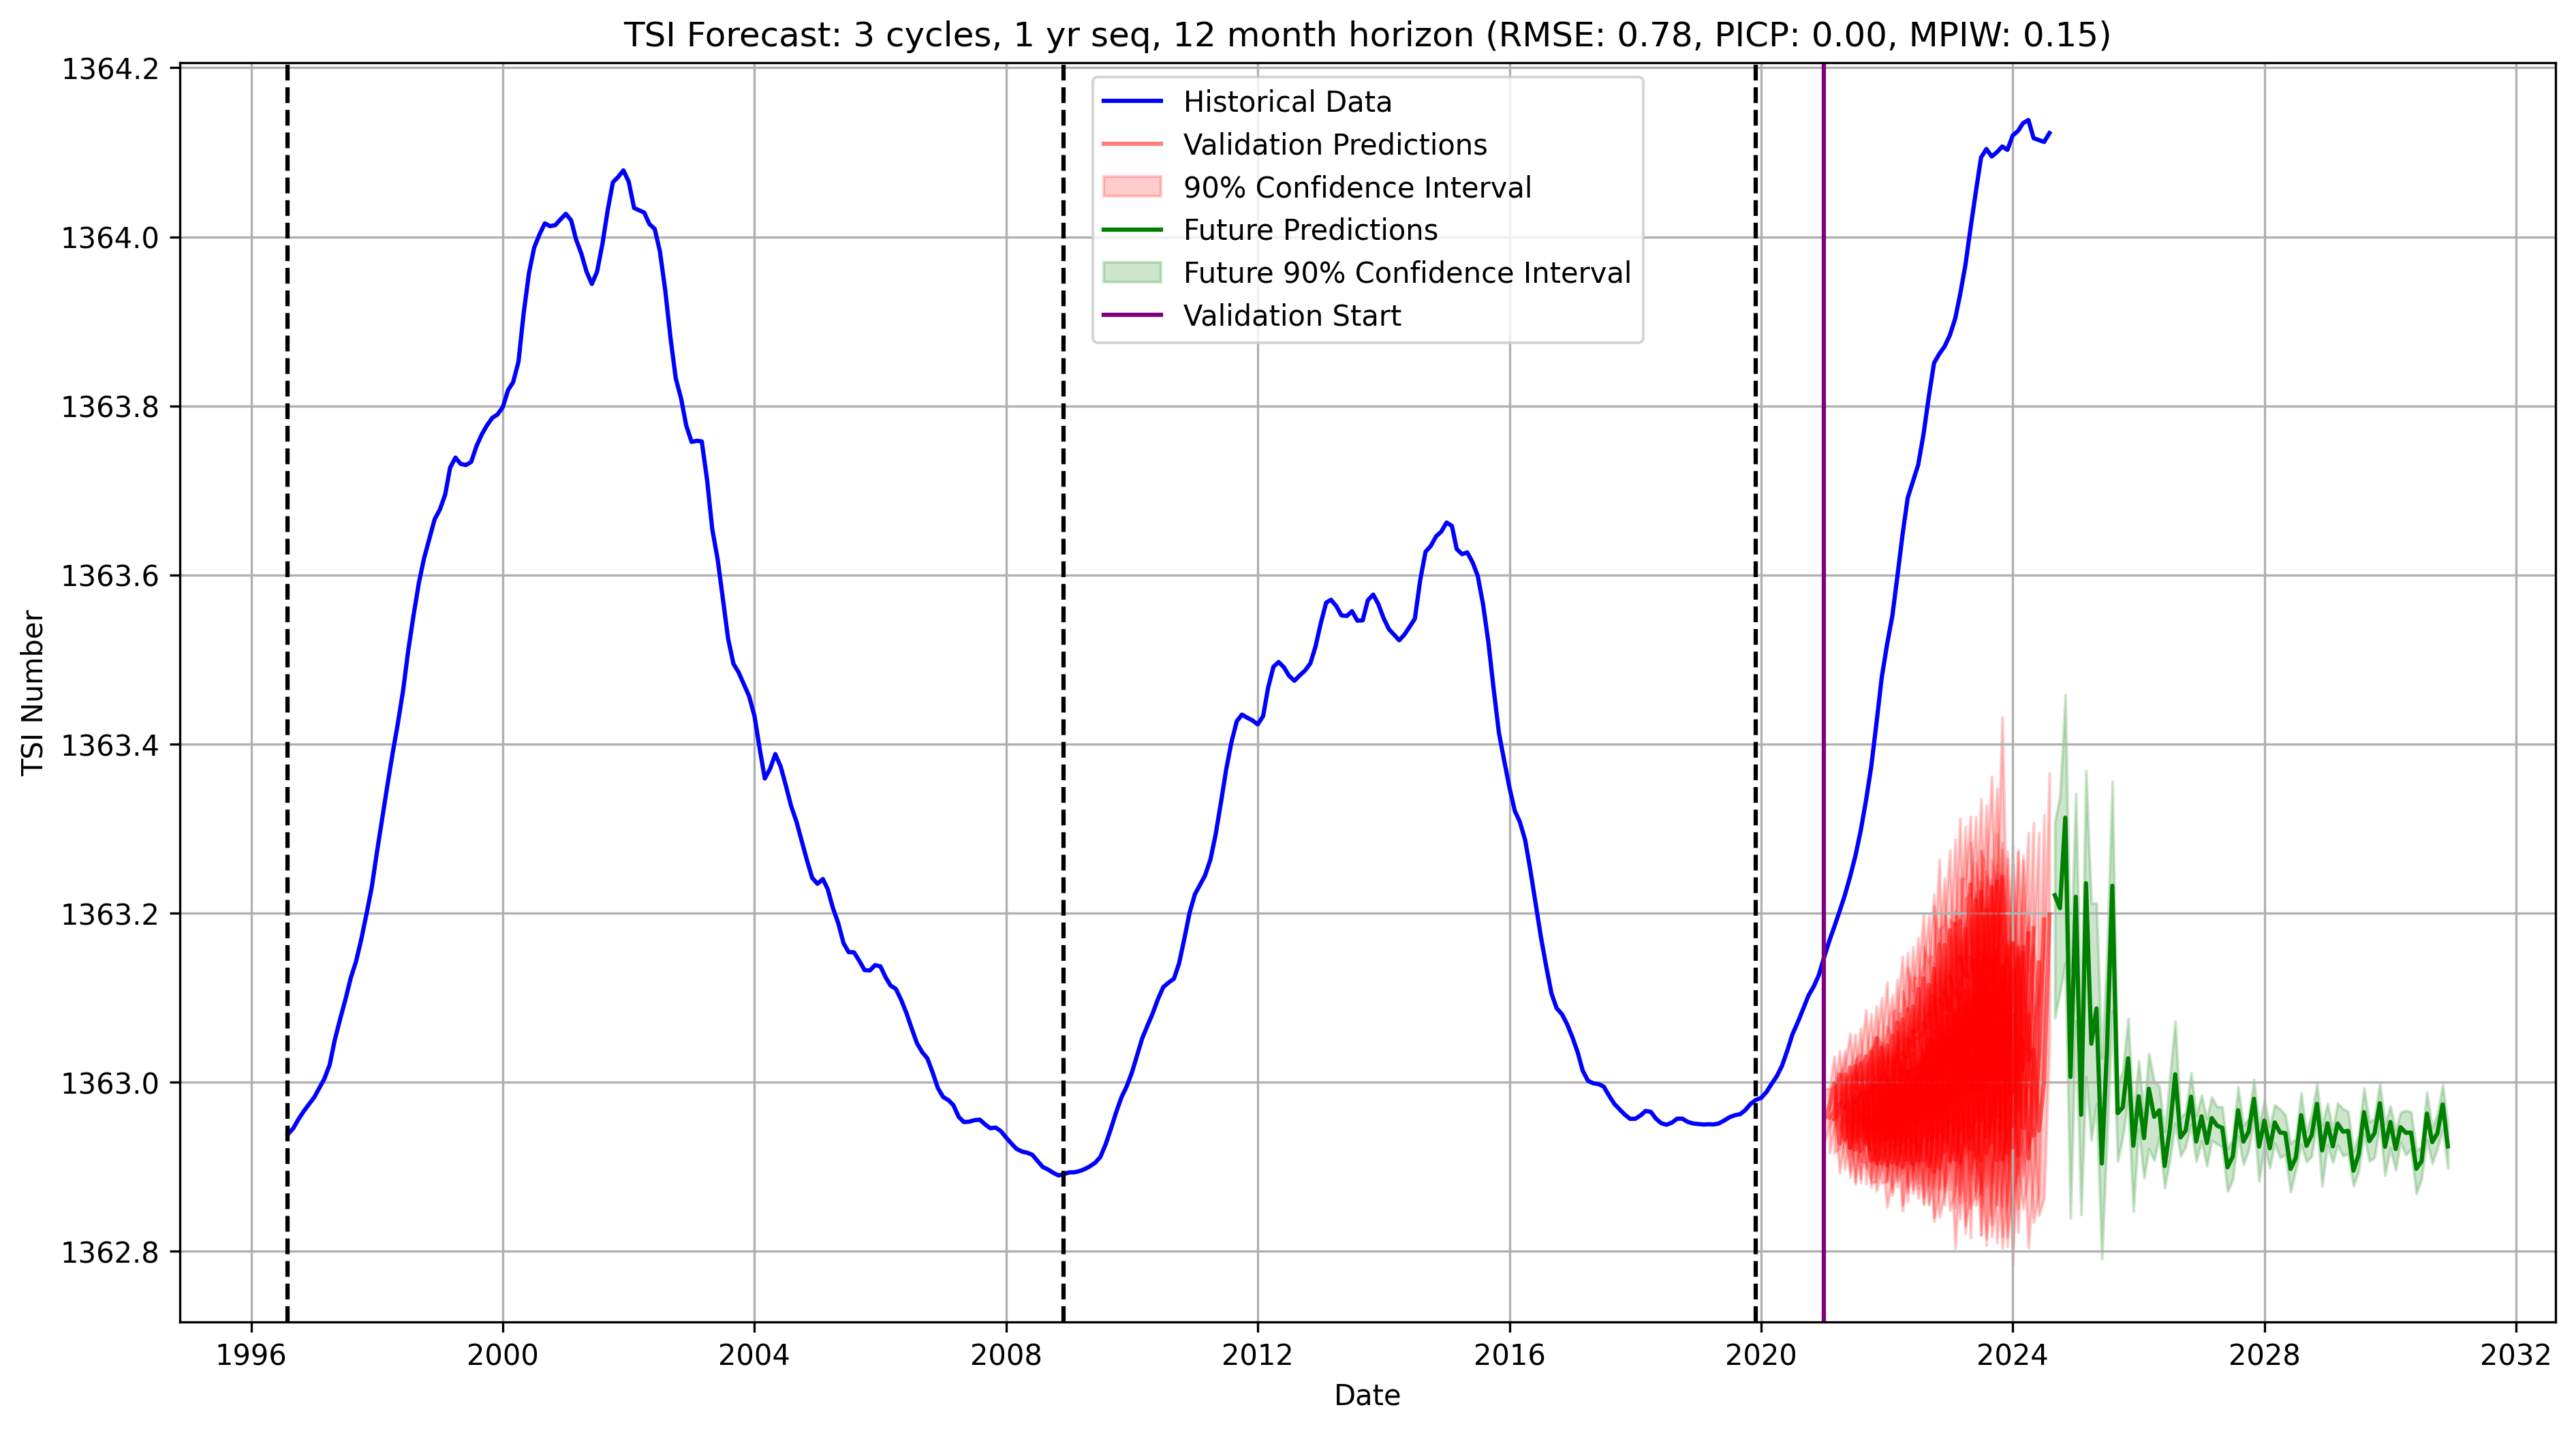 TSI Forecast: 3 cycles, 1 yr seq, 12 month horizon (RMSE: 0.78, PICP: 0.00, MPIW: 0.15)
1364.2
1364.0
1363.8
1363.6
1363.4
1363.2
1363.0
1362.8
TSI Number
Historical Data
Validation Predictions
90% Confidence Interval
Future Predictions
Future 90% Confidence Interval
Validation Start
1996 2000 2004 2008 2012 2016 2020 2024 2028 2032
Date